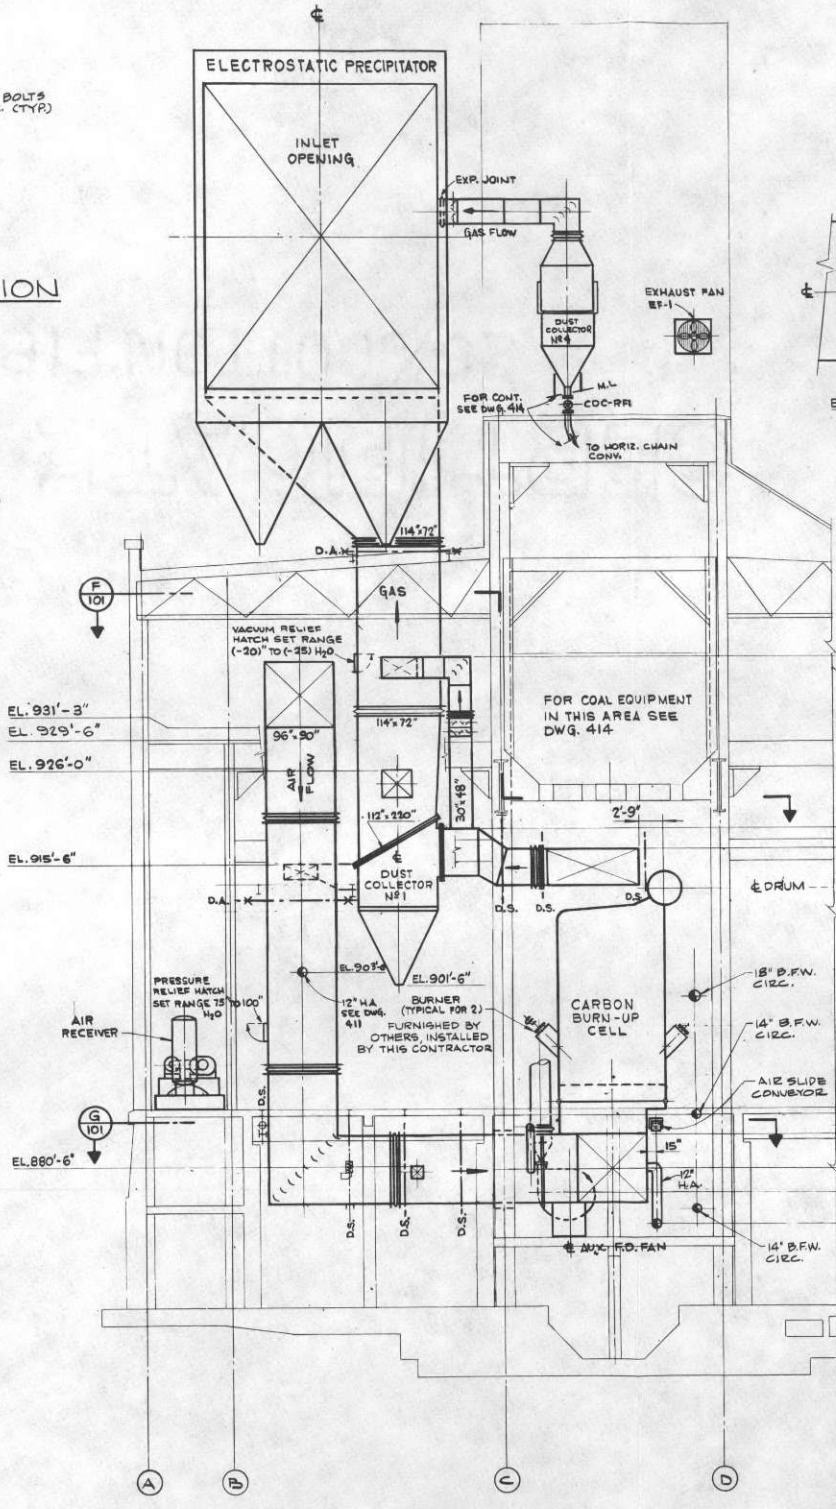 BOLTS
(TYP.)
ION
℄
ELECTROSTATIC PRECIPITATOR
INLET
OPENING
EXP. JOINT
GAS FLOW
DUST
COLLECTOR
Nº4
EXHAUST FAN
EF-1
℄
M.L
FOR CONT.
SEE DWG. 414
CDC-RF1
TO HORIZ. CHAIN
CONV.
114"x72"
D.A.
F
101
GAS
VACUUM RELIEF
HATCH SET RANGE
(-20)" TO (-25) H₂O
EL. 931'-3"
EL. 929'-6"
EL. 926'-0"
96"x90"
AIR
FLOW
114"x72"
30"x48"
FOR COAL EQUIPMENT
IN THIS AREA SEE
DWG. 414
2'-9"
112"x220"
EL. 915'-6"
℄
DUST
COLLECTOR
Nº1
D.A.
D.S.
D.S.
D.S.
℄ DRUM
EL. 903'-6"
EL. 901'-6"
PRESSURE
RELIEF HATCH
SET RANGE 75" TO 100"
H₂O
AIR
RECEIVER
12" H.A.
SEE DWG.
411
BURNER
(TYPICAL FOR 2)
FURNISHED BY
OTHERS, INSTALLED
BY THIS CONTRACTOR
CARBON
BURN-UP
CELL
18" B.F.W.
CIRC.
14" B.F.W.
CIRC.
AIR SLIDE
CONVEYOR
D.S.
G
101
EL. 880'-6"
15"
12"
H.A.
D.S.
D.S.
D.S.
℄ AUX. F.D. FAN
14" B.F.W.
CIRC.
A
B
C
D